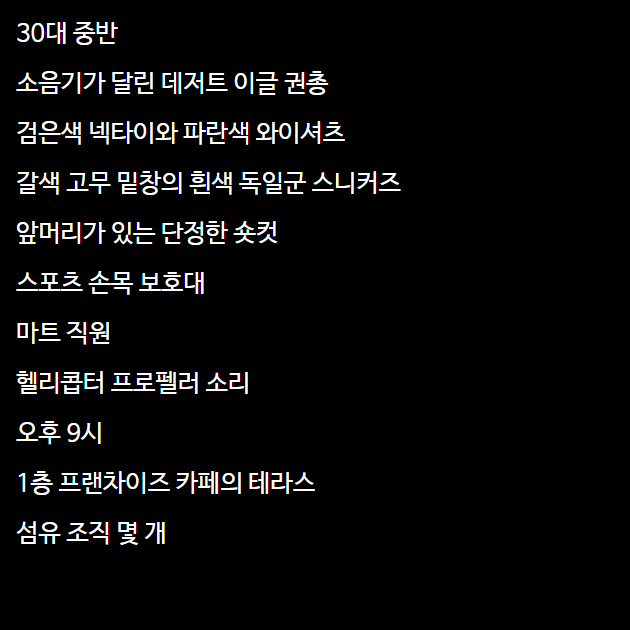 30대 중반
소음기가 달린 데저트 이글 권총
검은색 넥타이와 파란색 와이셔츠
갈색 고무 밑창의 흰색 독일군 스니커즈
앞머리가 있는 단정한 숏컷
스포츠 손목 보호대
마트 직원
헬리콥터 프로펠러 소리
오후 9시
1층 프랜차이즈 카페의 테라스
섬유 조직 몇 개